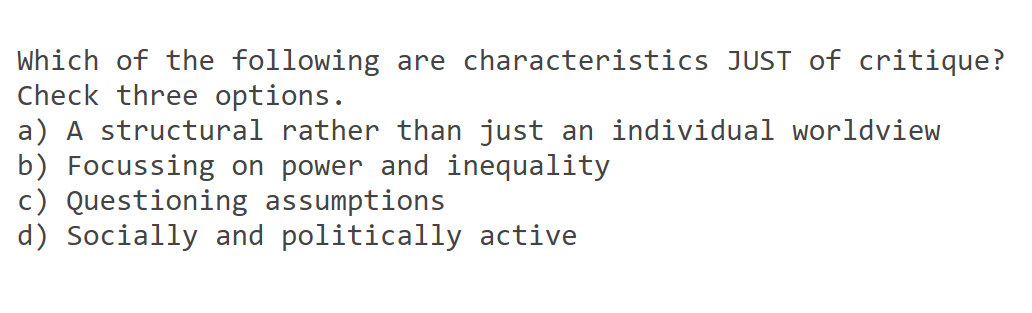 Which of the following are characteristics JUST of critique?
Check three options.
a) A structural rather than just an individual worldview
b) Focussing on power and inequality
c) Questioning assumptions
d) Socially and politically active